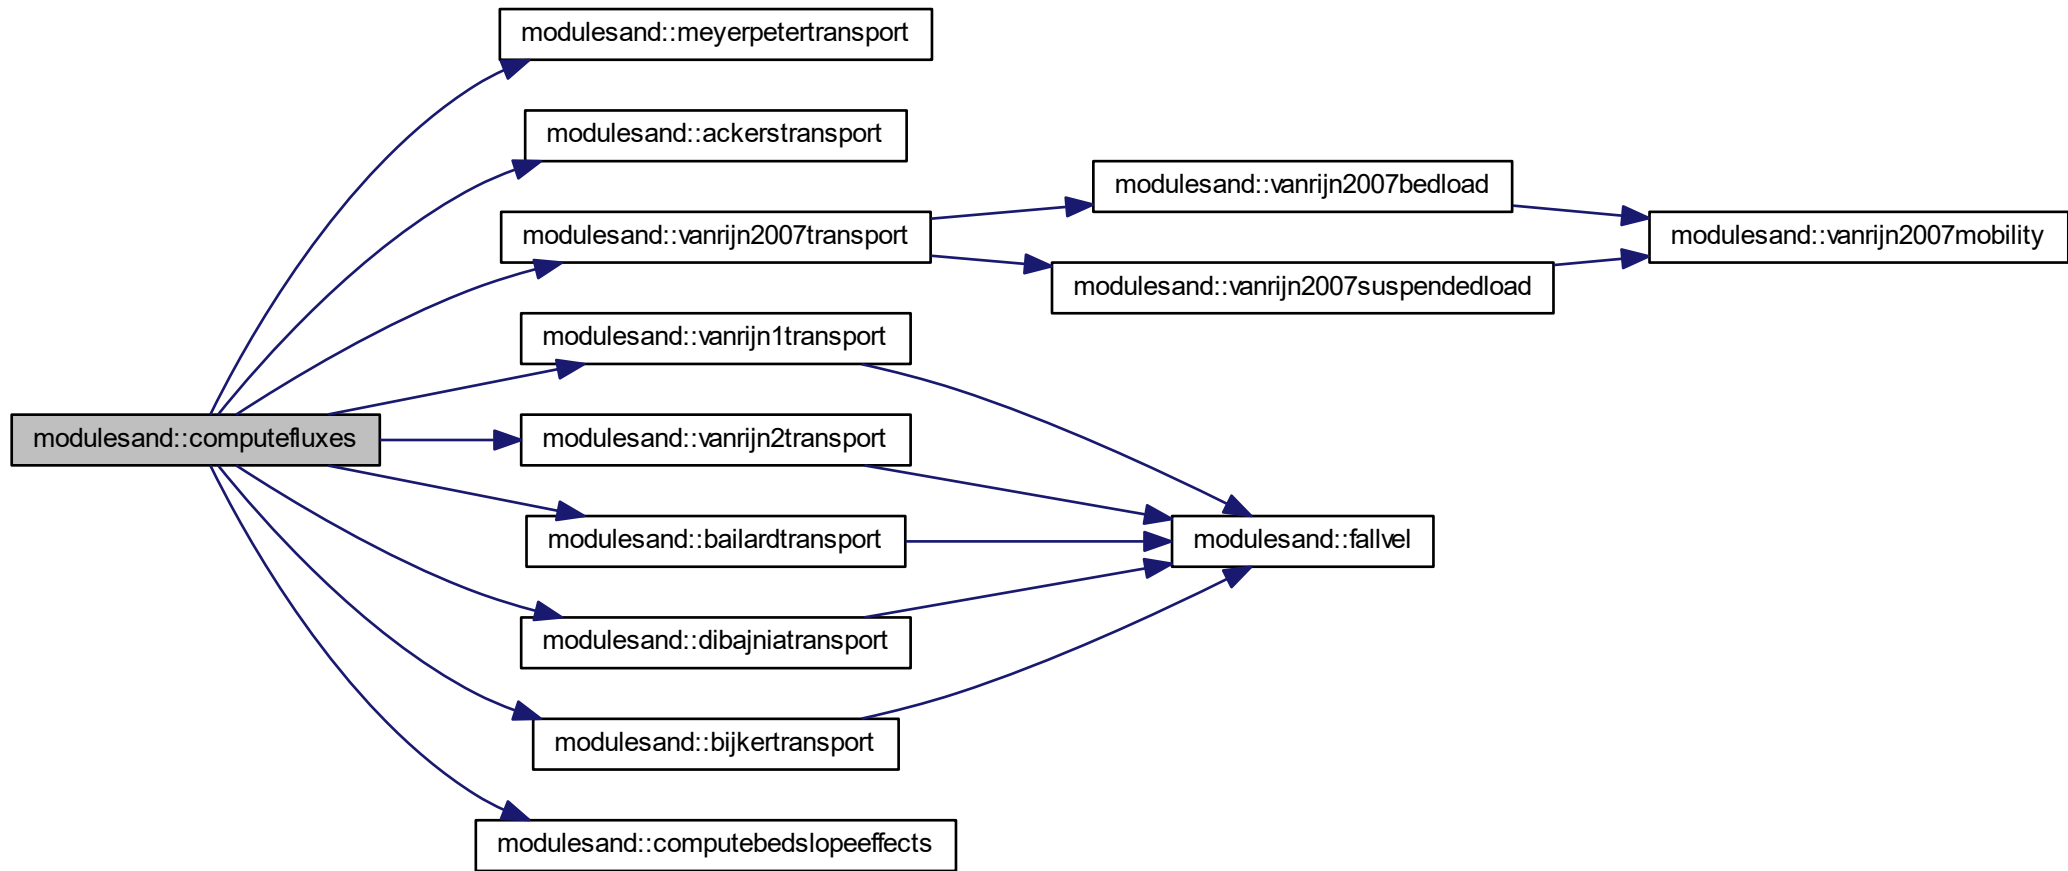 modulesand::meyerpetertransport
modulesand::ackerstransport
modulesand::vanrijn2007bedload
modulesand::vanrijn2007transport
modulesand::vanrijn2007mobility
modulesand::vanrijn2007suspendedload
modulesand::vanrijn1transport
modulesand::computefluxes
modulesand::vanrijn2transport
modulesand::bailardtransport
modulesand::fallvel
modulesand::dibajniatransport
modulesand::bijkertransport
modulesand::computebedslopeeffects